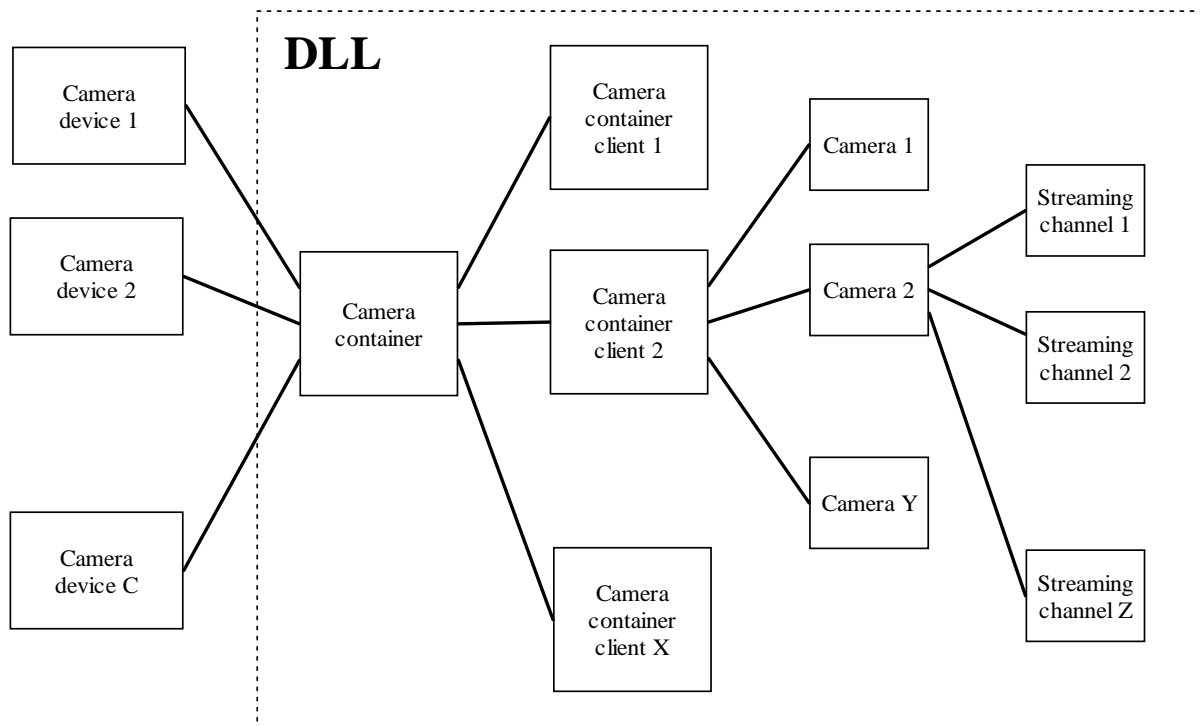 DLL
Camera
device 1
Camera
device 2
Camera
device C
Camera
container
Camera
container
client 1
Camera
container
client 2
Camera
container
client X
Camera 1
Camera 2
Camera Y
Streaming
channel 1
Streaming
channel 2
Streaming
channel Z